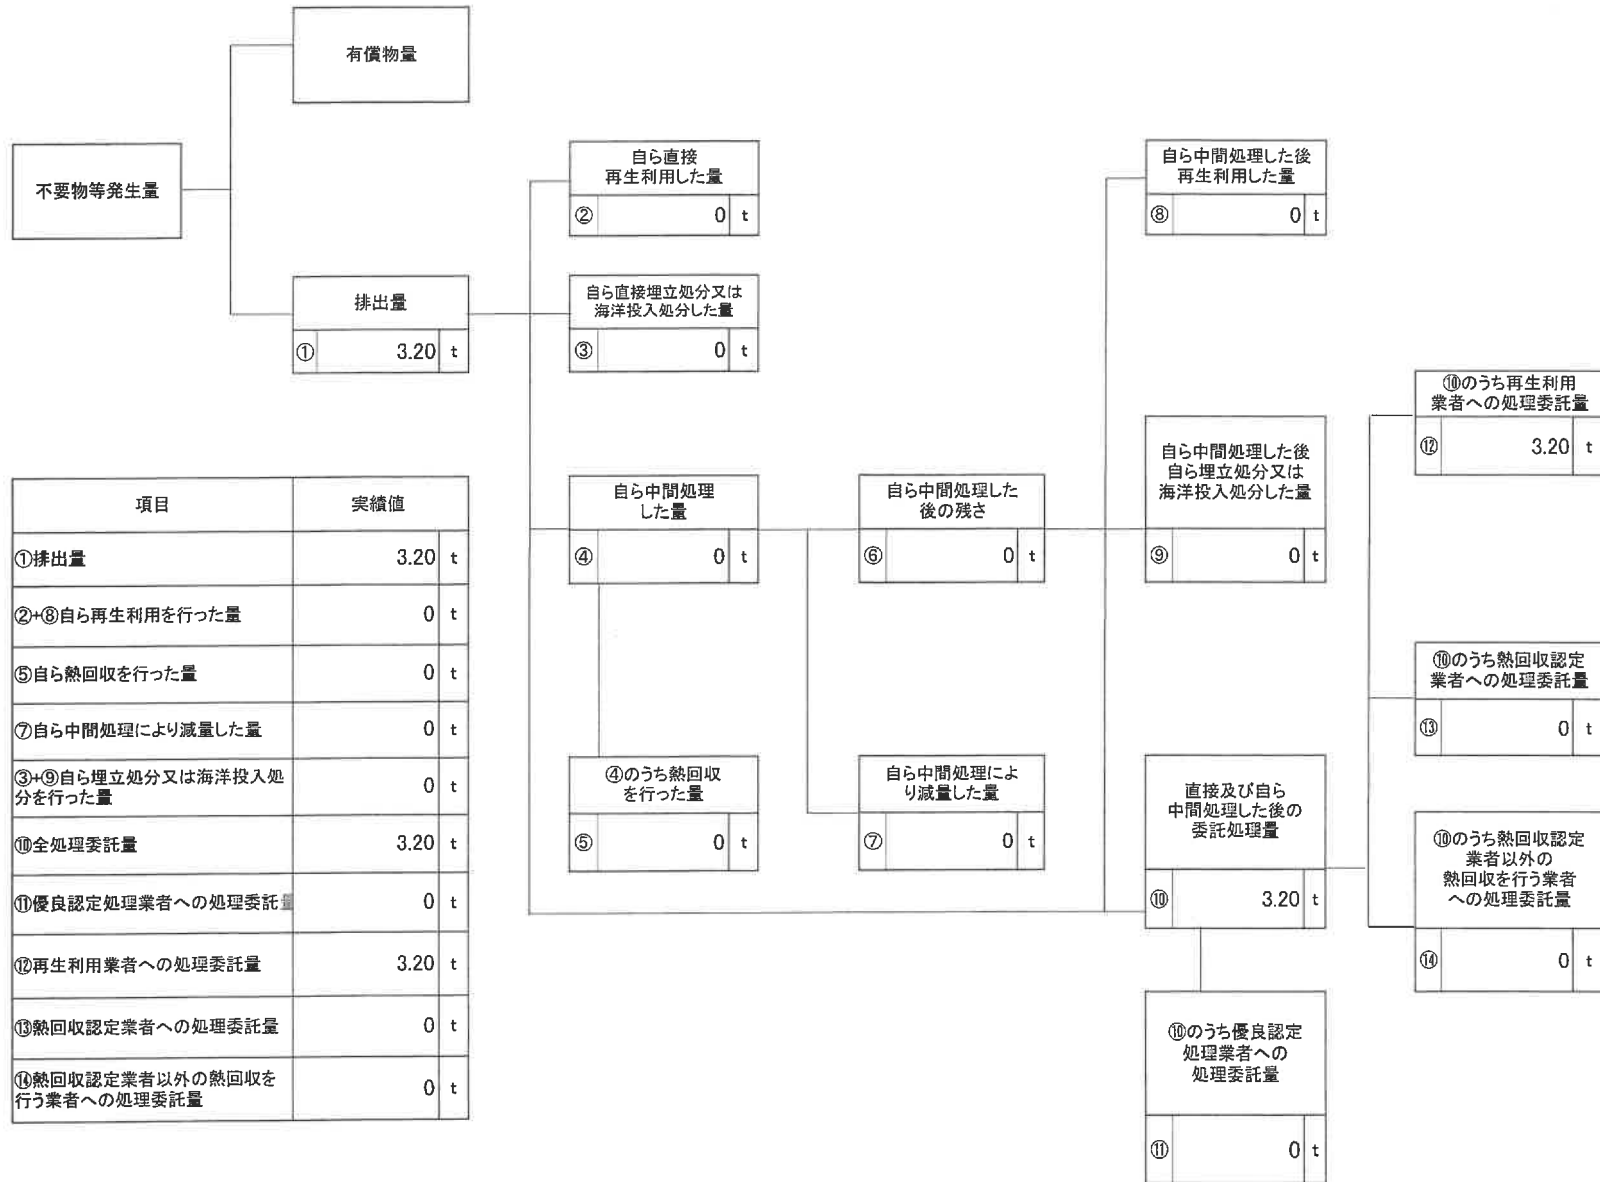 有償物量
不要物等発生量
排出量
① 3.20 t
自ら直接
再生利用した量
② 0 t
自ら直接埋立処分又は
海洋投入処分した量
③ 0 t
自ら中間処理
した量
④ 0 t
④のうち熱回収
を行った量
⑤ 0 t
自ら中間処理した
後の残さ
⑥ 0 t
自ら中間処理によ
り減量した量
⑦ 0 t
自ら中間処理した後
再生利用した量
⑧ 0 t
自ら中間処理した後
自ら埋立処分又は
海洋投入処分した量
⑨ 0 t
直接及び自ら
中間処理した後の
委託処理量
⑩ 3.20 t
⑩のうち優良認定
処理業者への
処理委託量
⑪ 0 t
⑩のうち再生利用
業者への処理委託量
⑫ 3.20 t
⑩のうち熱回収認定
業者への処理委託量
⑬ 0 t
⑩のうち熱回収認定
業者以外の
熱回収を行う業者
への処理委託量
⑭ 0 t
項目 実績値
①排出量 3.20 t
②+⑧自ら再生利用を行った量 0 t
⑤自ら熱回収を行った量 0 t
⑦自ら中間処理により減量した量 0 t
③+⑨自ら埋立処分又は海洋投入処
分を行った量 0 t
⑩全処理委託量 3.20 t
⑪優良認定処理業者への処理委託量 0 t
⑫再生利用業者への処理委託量 3.20 t
⑬熱回収認定業者への処理委託量 0 t
⑭熱回収認定業者以外の熱回収を
行う業者への処理委託量 0 t